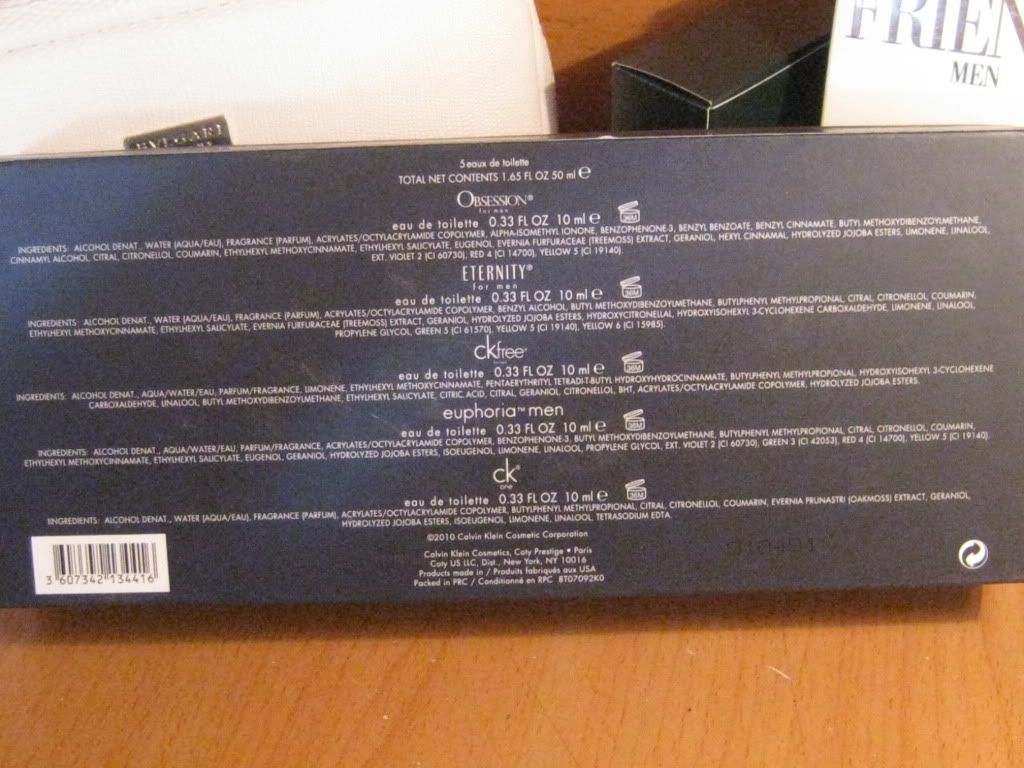 FRIEN
MEN
BVLGARI
5 eaux de toilette
TOTAL NET CONTENTS 1.65 FL OZ 50 ml ℮
OBSESSION®
for men
eau de toilette 0.33 FL OZ 10 ml ℮ 36M
INGREDIENTS: ALCOHOL DENAT., WATER (AQUA/EAU), FRAGRANCE (PARFUM), ACRYLATES/OCTYLACRYLAMIDE COPOLYMER, ALPHA-ISOMETHYL IONONE, BENZOPHENONE-3, BENZYL BENZOATE, BENZYL CINNAMATE, BUTYL METHOXYDIBENZOYLMETHANE,
CINNAMYL ALCOHOL, CITRAL, CITRONELLOL, COUMARIN, ETHYLHEXYL METHOXYCINNAMATE, ETHYLHEXYL SALICYLATE, EUGENOL, EVERNIA FURFURACEA (TREEMOSS) EXTRACT, GERANIOL, HEXYL CINNAMAL, HYDROLYZED JOJOBA ESTERS, LIMONENE, LINALOOL,
EXT. VIOLET 2 (CI 60730), RED 4 (CI 14700), YELLOW 5 (CI 19140).
ETERNITY®
for men
eau de toilette 0.33 FL OZ 10 ml ℮ 36M
INGREDIENTS: ALCOHOL DENAT., WATER (AQUA/EAU), FRAGRANCE (PARFUM), ACRYLATES/OCTYLACRYLAMIDE COPOLYMER, BENZYL ALCOHOL, BUTYL METHOXYDIBENZOYLMETHANE, BUTYLPHENYL METHYLPROPIONAL, CITRAL, CITRONELLOL, COUMARIN,
ETHYLHEXYL METHOXYCINNAMATE, ETHYLHEXYL SALICYLATE, EVERNIA FURFURACEA (TREEMOSS) EXTRACT, GERANIOL, HYDROLYZED JOJOBA ESTERS, HYDROXYCITRONELLAL, HYDROXYISOHEXYL 3-CYCLOHEXENE CARBOXALDEHYDE, LIMONENE, LINALOOL,
PROPYLENE GLYCOL, GREEN 5 (CI 61570), YELLOW 5 (CI 19140), YELLOW 6 (CI 15985).
ckfree™
eau de toilette 0.33 FL OZ 10 ml ℮ 36M
INGREDIENTS: ALCOHOL DENAT., AQUA/WATER/EAU, PARFUM/FRAGRANCE, LIMONENE, ETHYLHEXYL METHOXYCINNAMATE, PENTAERYTHRITYL TETRA-DI-T-BUTYL HYDROXYHYDROCINNAMATE, BUTYLPHENYL METHYLPROPIONAL, HYDROXYISOHEXYL 3-CYCLOHEXENE
CARBOXALDEHYDE, LINALOOL, BUTYL METHOXYDIBENZOYLMETHANE, ETHYLHEXYL SALICYLATE, CITRIC ACID, CITRAL, GERANIOL, CITRONELLOL, BHT, ACRYLATES/OCTYLACRYLAMIDE COPOLYMER, HYDROLYZED JOJOBA ESTERS.
euphoria™ men
eau de toilette 0.33 FL OZ 10 ml ℮ 36M
INGREDIENTS: ALCOHOL DENAT., AQUA/WATER/EAU, PARFUM/FRAGRANCE, ACRYLATES/OCTYLACRYLAMIDE COPOLYMER, BENZOPHENONE-3, BUTYL METHOXYDIBENZOYLMETHANE, BUTYLPHENYL METHYLPROPIONAL, CITRAL, CITRONELLOL, COUMARIN,
ETHYLHEXYL METHOXYCINNAMATE, ETHYLHEXYL SALICYLATE, EUGENOL, GERANIOL, HYDROLYZED JOJOBA ESTERS, ISOEUGENOL, LIMONENE, LINALOOL, PROPYLENE GLYCOL, EXT. VIOLET 2 (CI 60730), GREEN 3 (CI 42053), RED 4 (CI 14700), YELLOW 5 (CI 19140).
ck®
one
eau de toilette 0.33 FL OZ 10 ml ℮ 36M
INGREDIENTS: ALCOHOL DENAT., WATER (AQUA/EAU), FRAGRANCE (PARFUM), ACRYLATES/OCTYLACRYLAMIDE COPOLYMER, BUTYLPHENYL METHYLPROPIONAL, CITRAL, CITRONELLOL, COUMARIN, EVERNIA PRUNASTRI (OAKMOSS) EXTRACT, GERANIOL,
HYDROLYZED JOJOBA ESTERS, ISOEUGENOL, LIMONENE, LINALOOL, TETRASODIUM EDTA.
©2010 Calvin Klein Cosmetic Corporation
Calvin Klein Cosmetics, Coty Prestige • Paris
Coty US LLC, Dist., New York, NY 10016
Products made in / Produits fabriqués aux USA
Packed in PRC / Conditionné en RPC BT07092K0
3 607342 134416